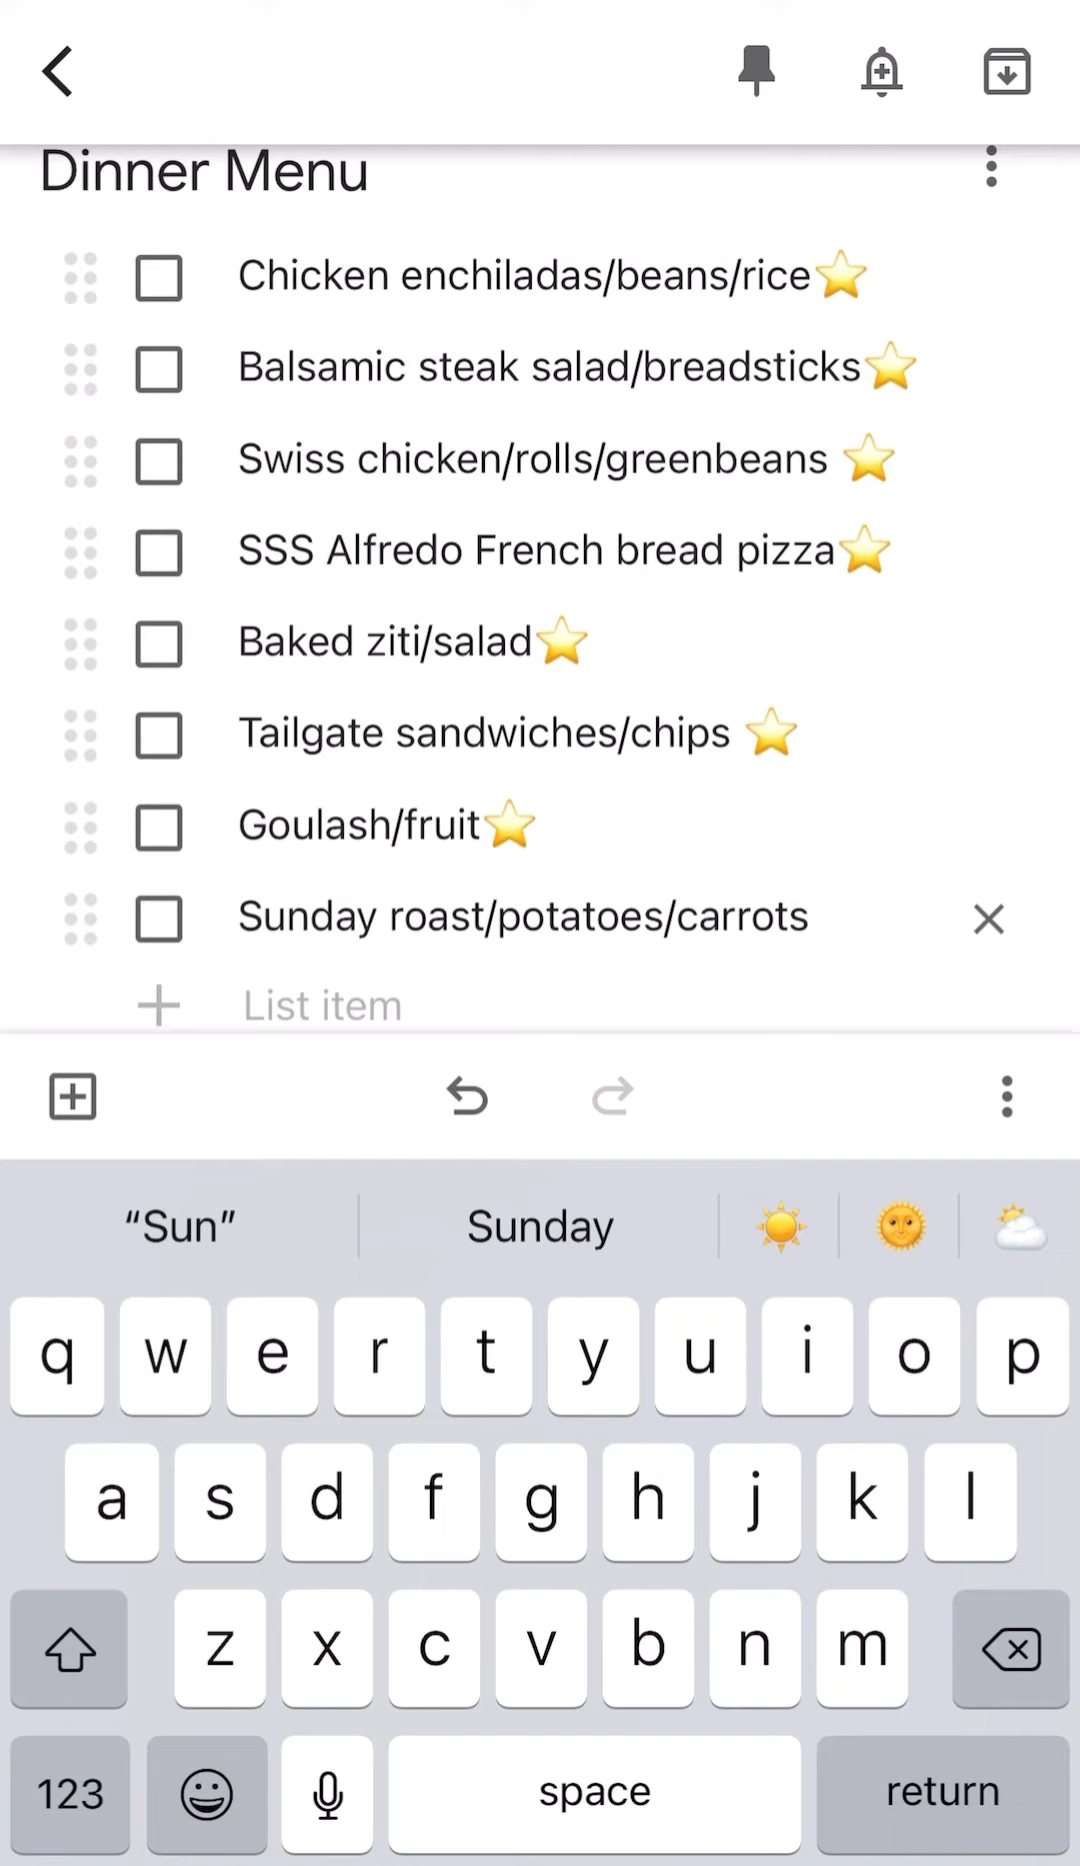 Dinner Menu
Chicken enchiladas/beans/rice⭐
Balsamic steak salad/breadsticks⭐
Swiss chicken/rolls/greenbeans ⭐
SSS Alfredo French bread pizza⭐
Baked ziti/salad⭐
Tailgate sandwiches/chips ⭐
Goulash/fruit⭐
Sunday roast/potatoes/carrots
List item
“Sun” Sunday ☀️ 🌞 🌥️
q w e r t y u i o p
a s d f g h j k l
z x c v b n m
123 space return